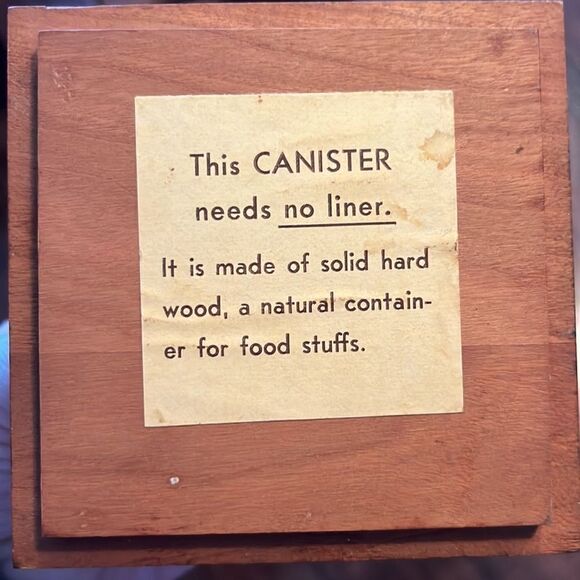 This CANISTER
needs no liner.
It is made of solid hard
wood, a natural contain-
er for food stuffs.